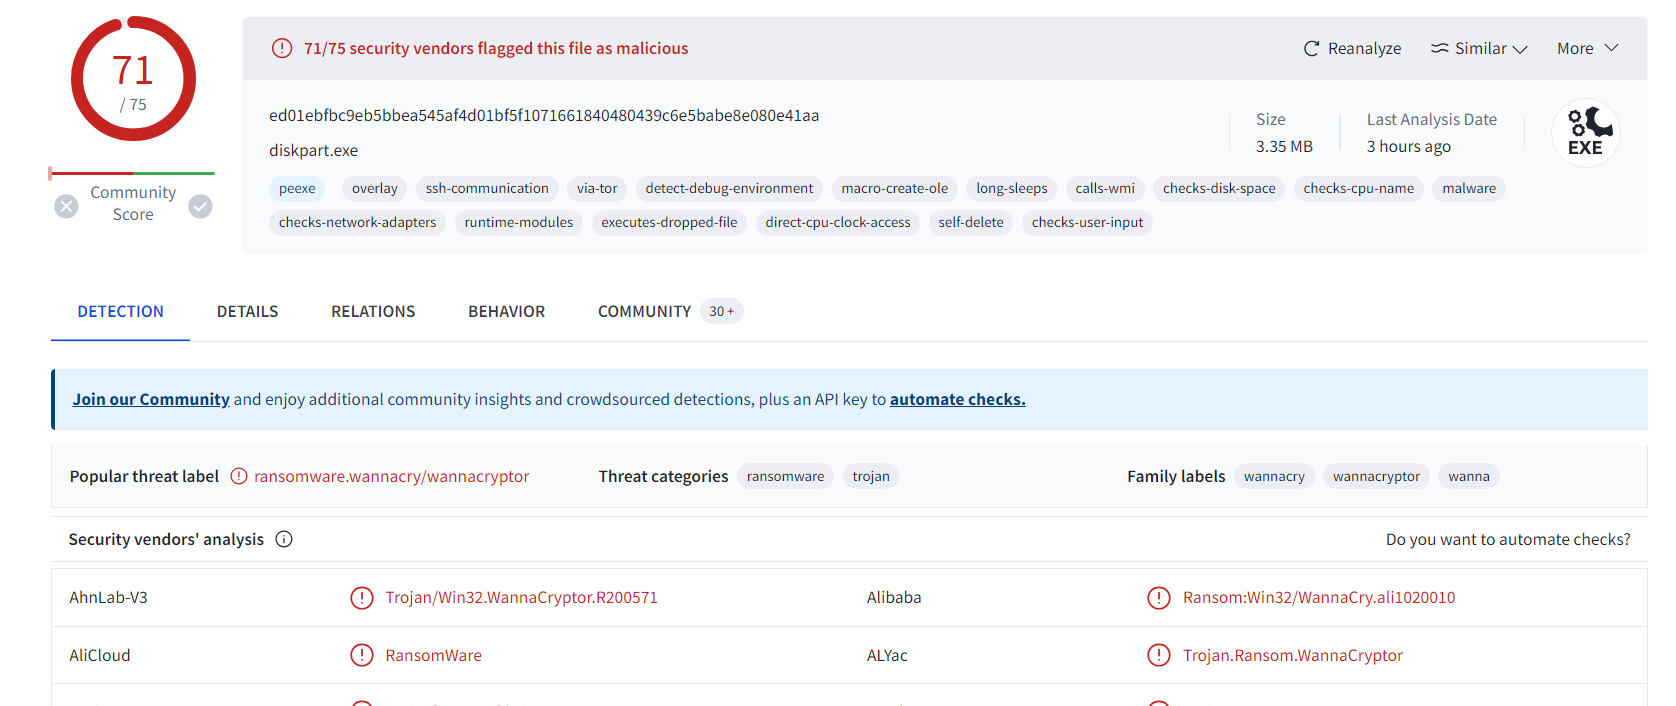 71
/ 75
Community
Score
71/75 security vendors flagged this file as malicious
Reanalyze Similar More
ed01ebfbc9eb5bbea545af4d01bf5f1071661840480439c6e5babe8e080e41aa
diskpart.exe
Size
3.35 MB
Last Analysis Date
3 hours ago
EXE
peexe overlay ssh-communication via-tor detect-debug-environment macro-create-ole long-sleeps calls-wmi checks-disk-space checks-cpu-name malware
checks-network-adapters runtime-modules executes-dropped-file direct-cpu-clock-access self-delete checks-user-input
DETECTION DETAILS RELATIONS BEHAVIOR COMMUNITY 30 +
Join our Community and enjoy additional community insights and crowdsourced detections, plus an API key to automate checks.
Popular threat label ransomware.wannacry/wannacryptor Threat categories ransomware trojan Family labels wannacry wannacryptor wanna
Security vendors' analysis Do you want to automate checks?
AhnLab-V3 Trojan/Win32.WannaCryptor.R200571 Alibaba Ransom:Win32/WannaCry.ali1020010
AliCloud RansomWare ALYac Trojan.Ransom.WannaCryptor